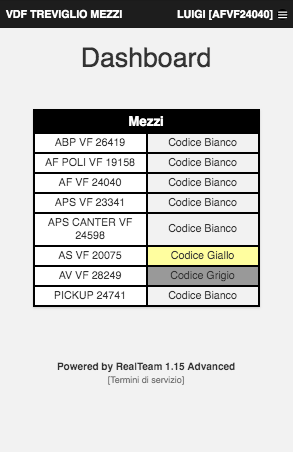 VDF TREVIGLIO MEZZI LUIGI [AFVF24040]
Dashboard
Mezzi
ABP VF 26419 Codice Bianco
AF POLI VF 19158 Codice Bianco
AF VF 24040 Codice Bianco
APS VF 23341 Codice Bianco
APS CANTER VF
24598 Codice Bianco
AS VF 20075 Codice Giallo
AV VF 28249 Codice Grigio
PICKUP 24741 Codice Bianco
Powered by RealTeam 1.15 Advanced
[Termini di servizio]